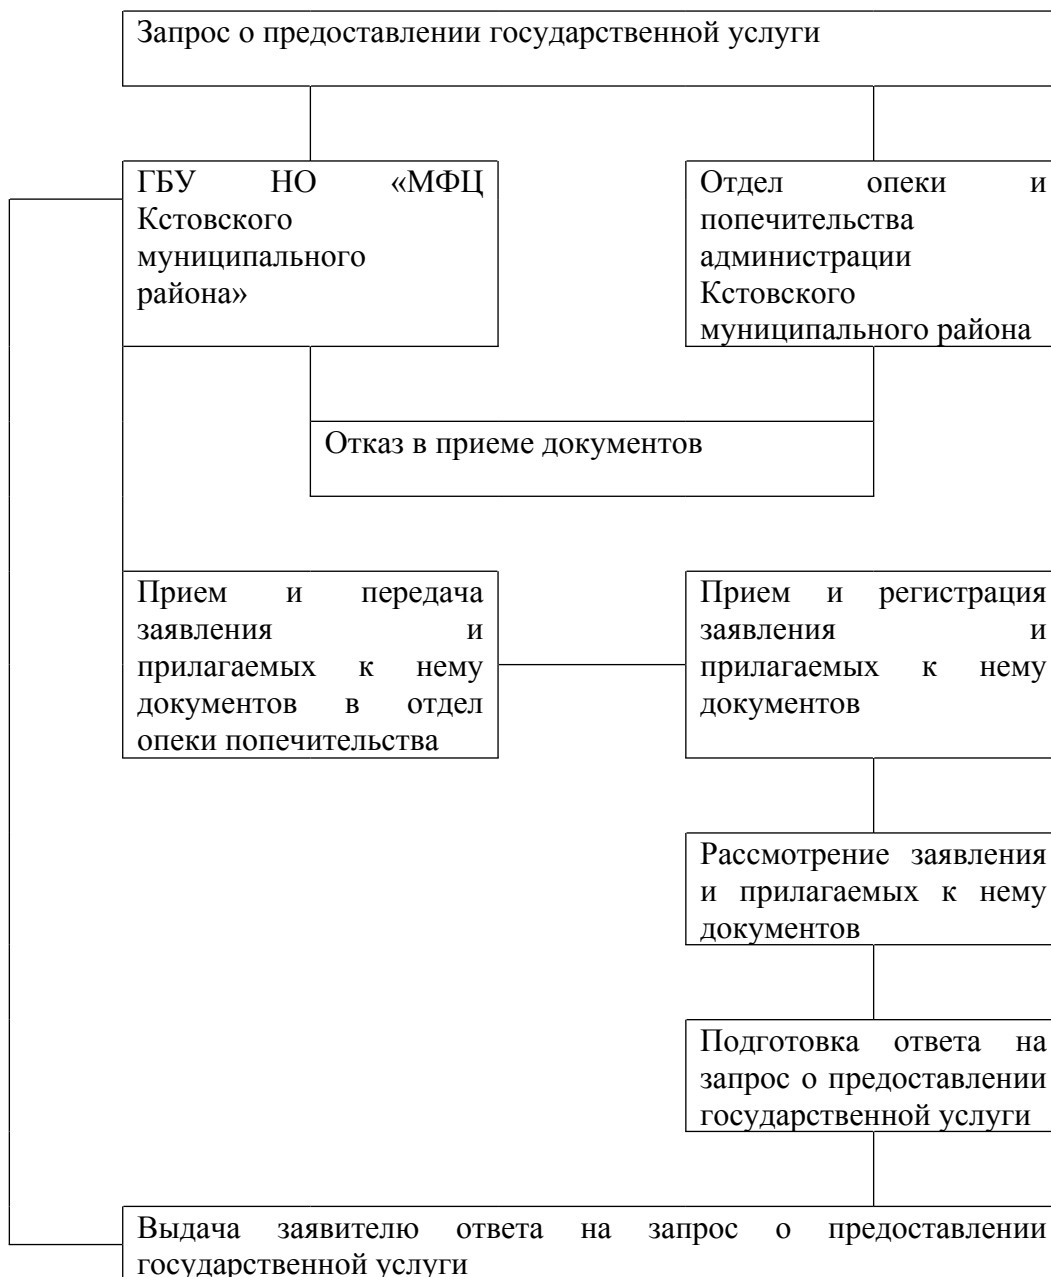 Запрос о предоставлении государственной услуги
ГБУ НО «МФЦ
Кстовского
муниципального
района»
Отдел опеки и
попечительства
администрации
Кстовского
муниципального района
Отказ в приеме документов
Прием и передача
заявления и
прилагаемых к нему
документов в отдел
опеки попечительства
Прием и регистрация
заявления и
прилагаемых к нему
документов
Рассмотрение заявления
и прилагаемых к нему
документов
Подготовка ответа на
запрос о предоставлении
государственной услуги
Выдача заявителю ответа на запрос о предоставлении
государственной услуги